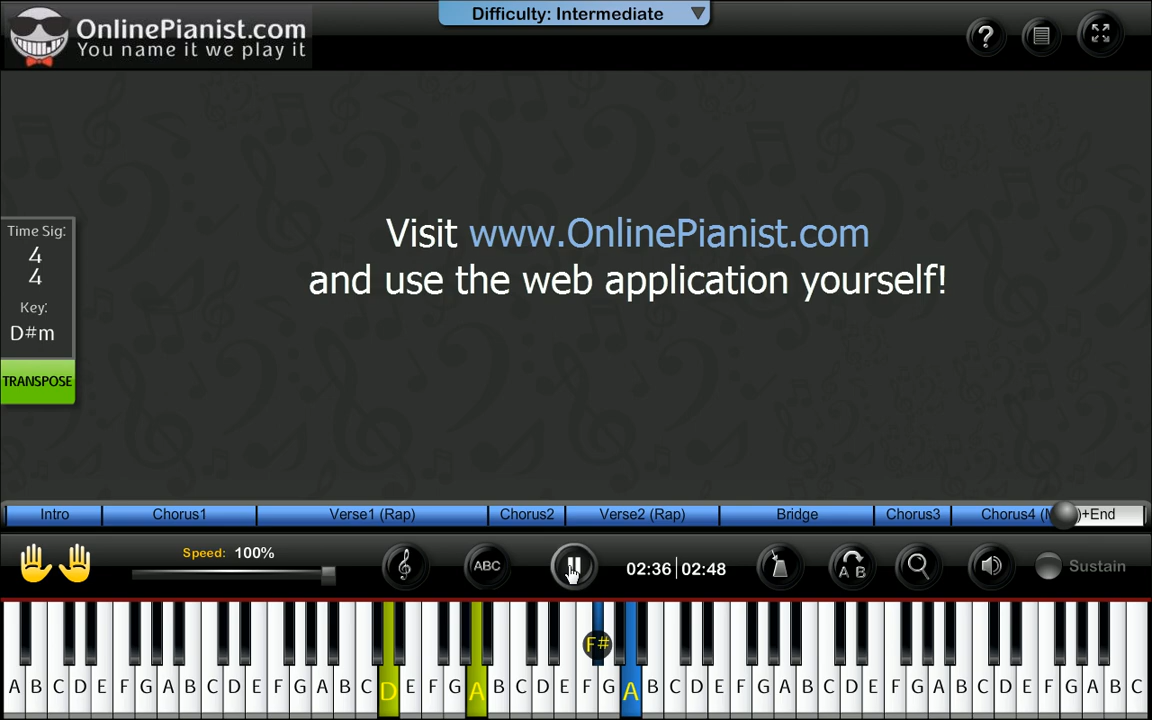 Difficulty: Intermediate
OnlinePianist.com
You name it we play it
?
Visit www.OnlinePianist.com
and use the web application yourself!
Time Sig:
4
4
Key:
D#m
TRANSPOSE
Intro Chorus1 Verse1 (Rap) Chorus2 Verse2 (Rap) Bridge Chorus3 Chorus4 )+End
Speed: 100% ABC 02:36|02:48 A B Sustain
F#
A B C D E F G A B C D E F G A B C D E F G A B C D E F G A B C D E F G A B C D E F G A B C D E F G A B C